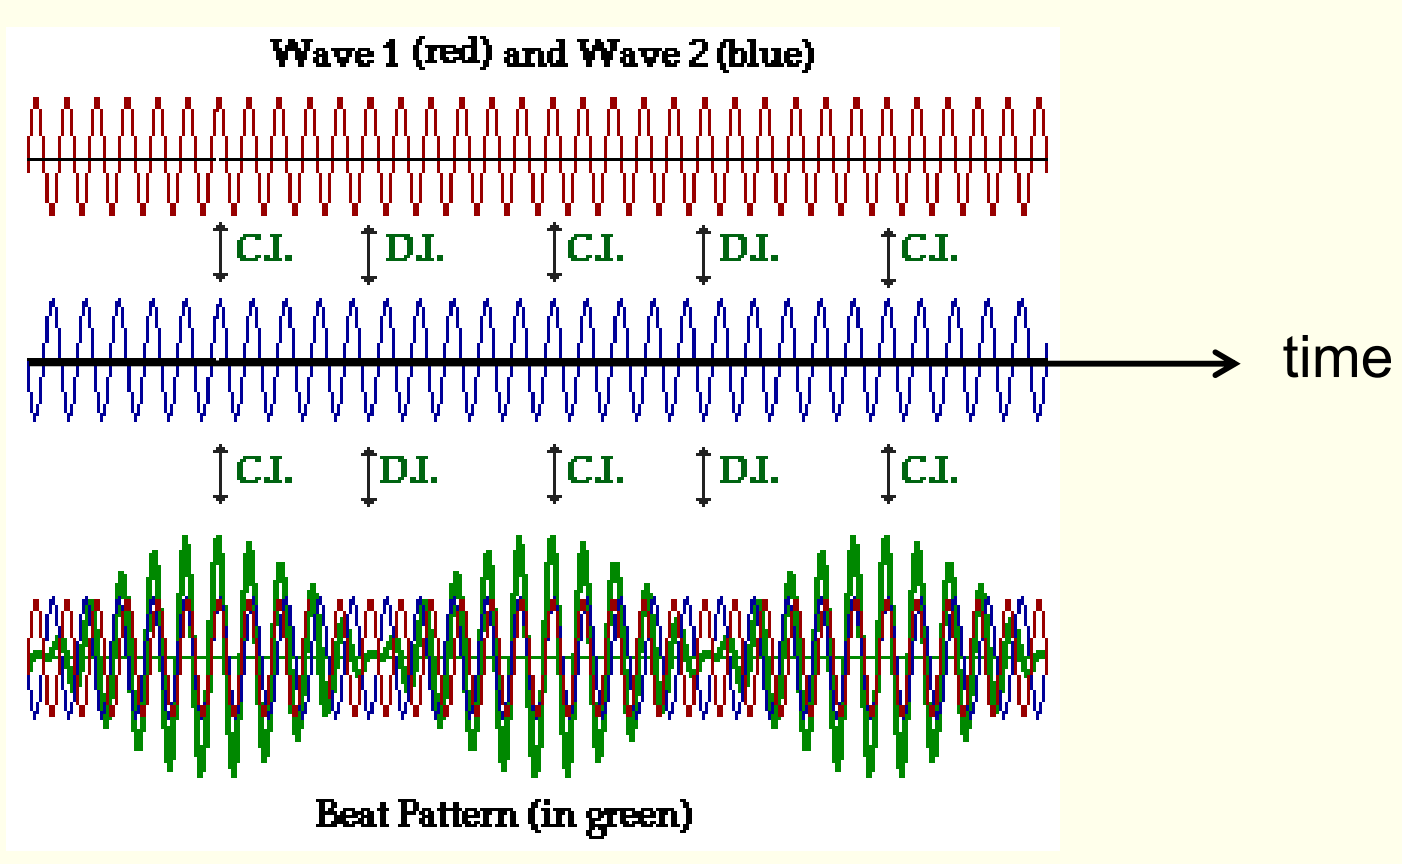 Wave 1 (red) and Wave 2 (blue)
C.I. D.I. C.I. D.I. C.I.
time
C.I. D.I. C.I. D.I. C.I.
Beat Pattern (in green)